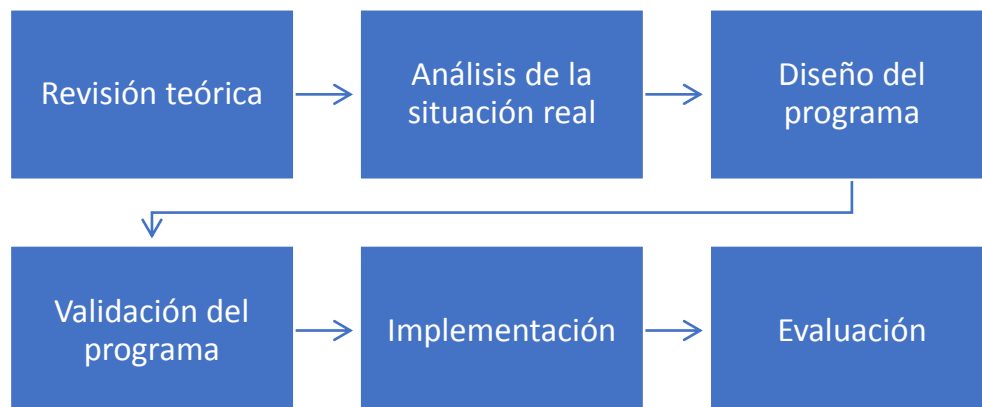 Revisión teórica
Análisis de la
situación real
Diseño del
programa
Validación del
programa
Implementación
Evaluación